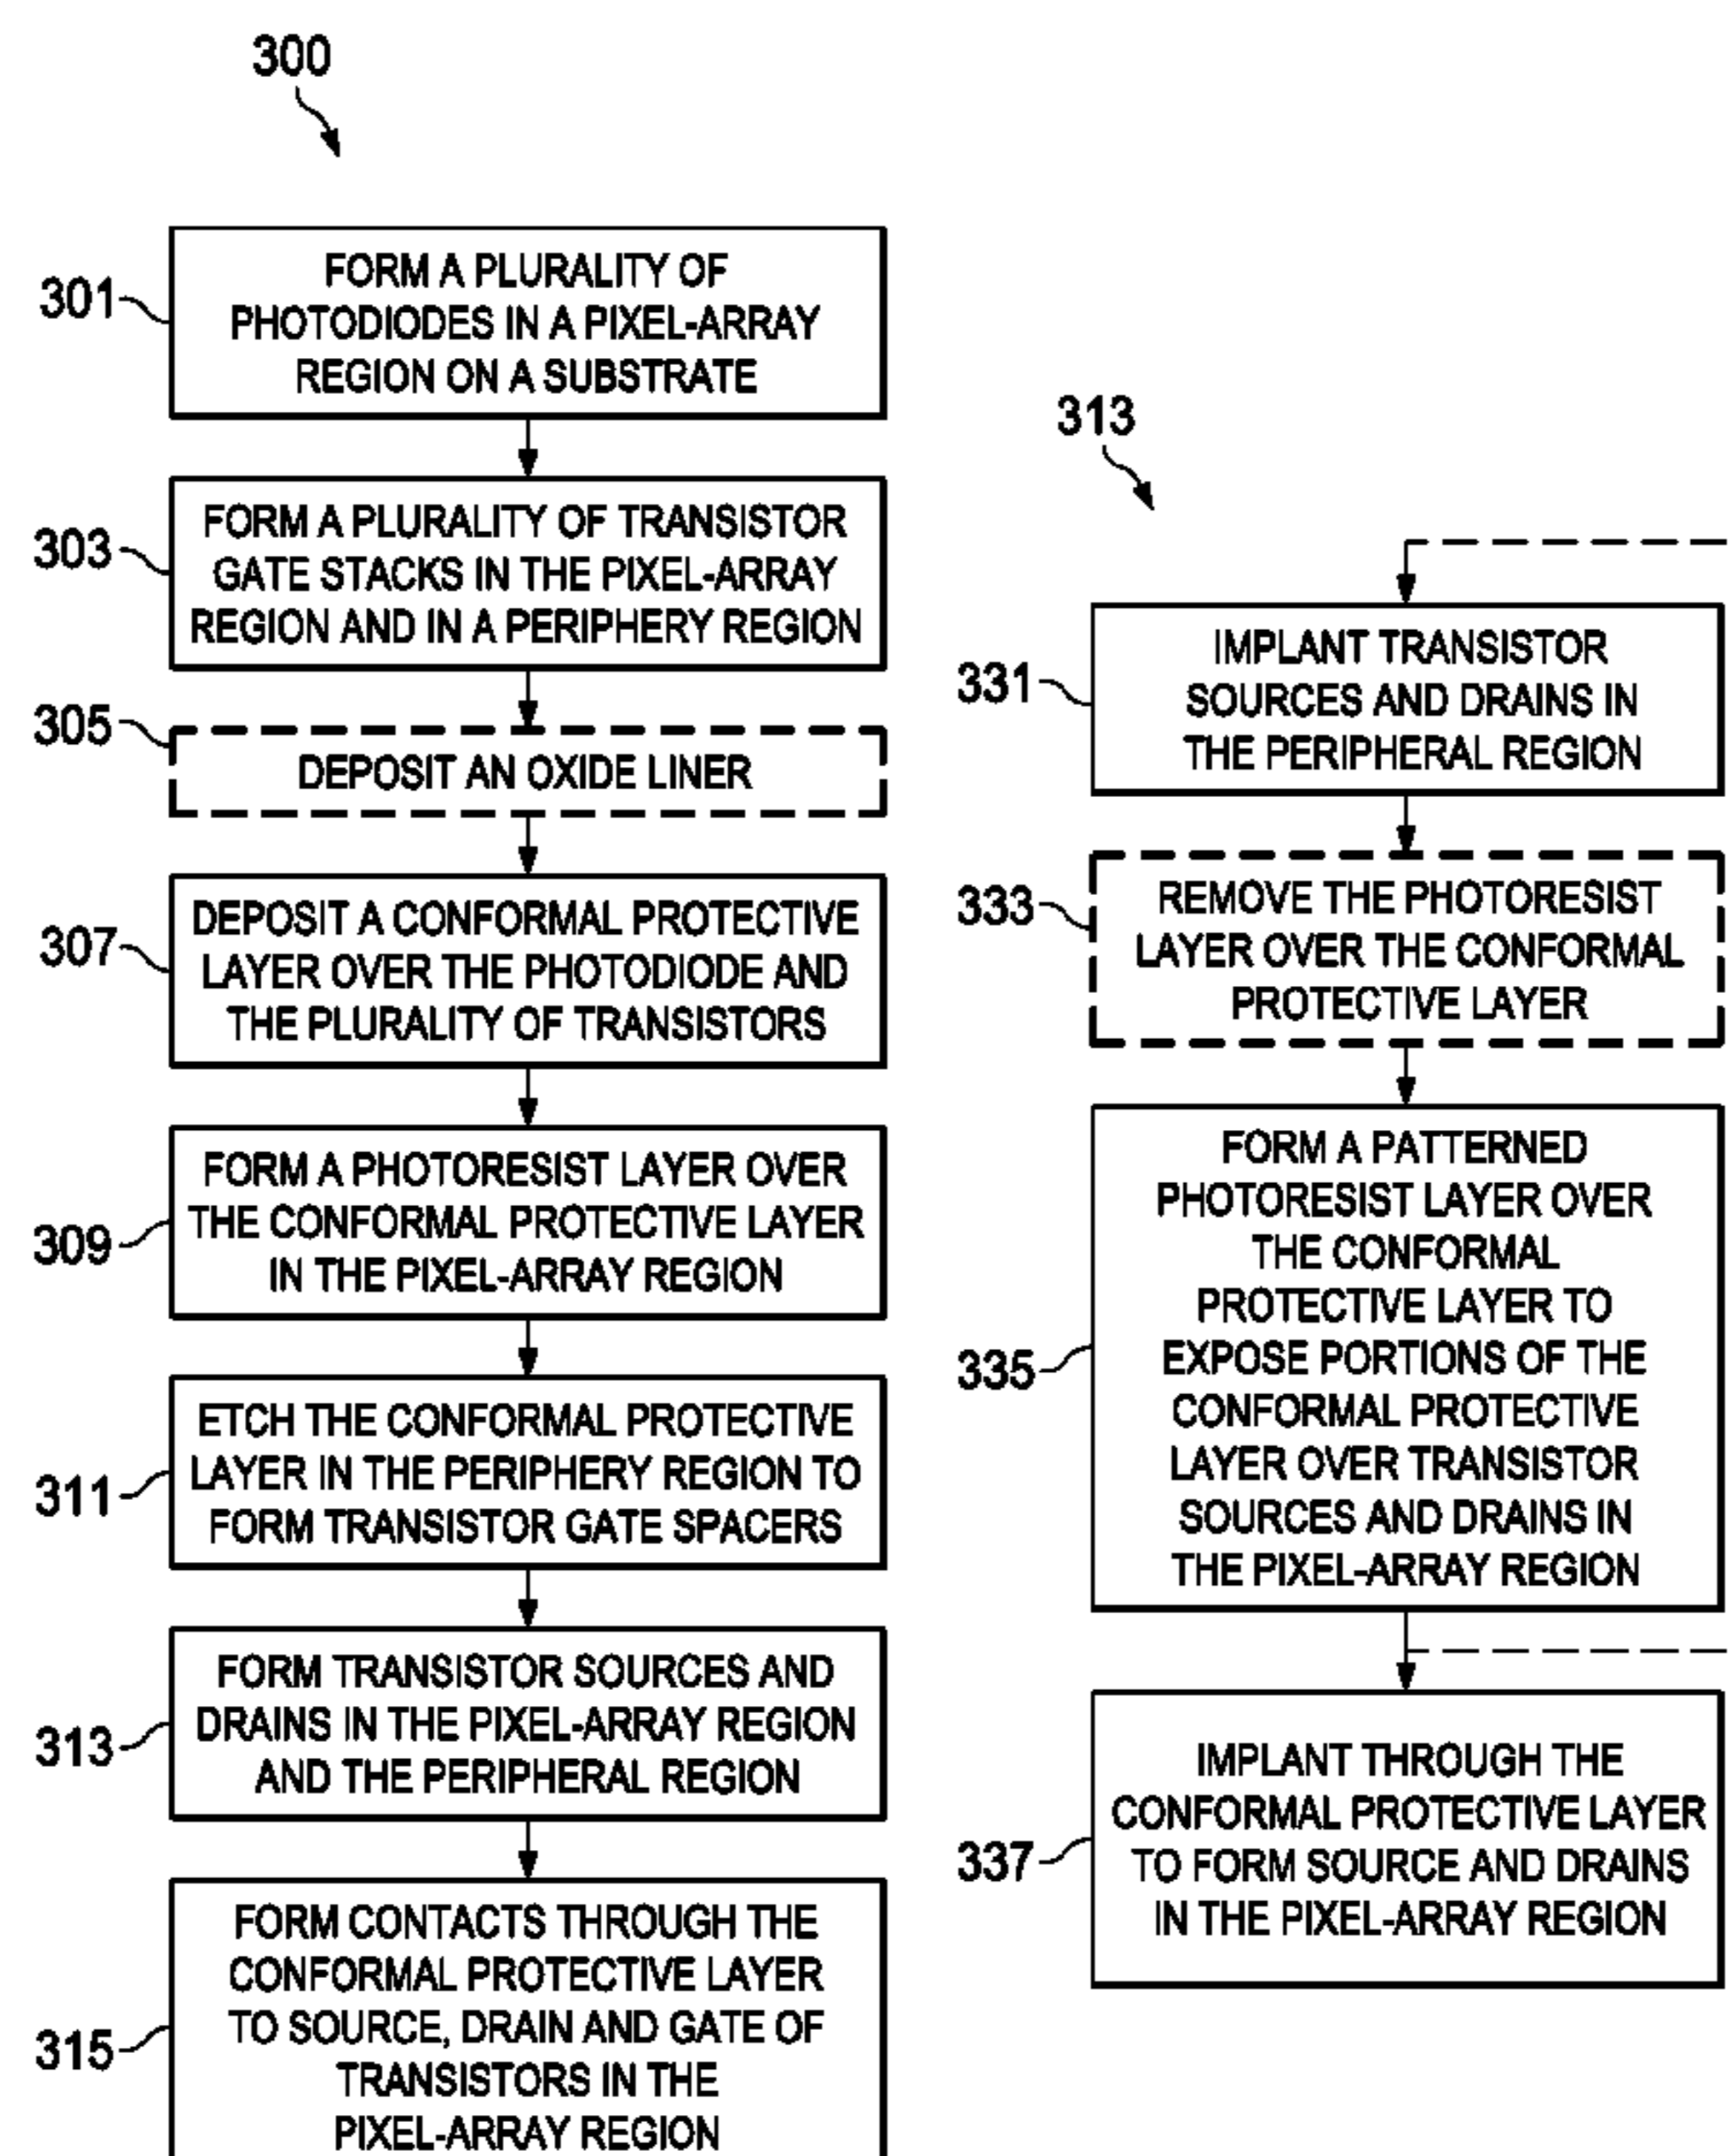 300
301
FORM A PLURALITY OF
PHOTODIODES IN A PIXEL-ARRAY
REGION ON A SUBSTRATE
303
FORM A PLURALITY OF TRANSISTOR
GATE STACKS IN THE PIXEL-ARRAY
REGION AND IN A PERIPHERY REGION
305
DEPOSIT AN OXIDE LINER
307
DEPOSIT A CONFORMAL PROTECTIVE
LAYER OVER THE PHOTODIODE AND
THE PLURALITY OF TRANSISTORS
309
FORM A PHOTORESIST LAYER OVER
THE CONFORMAL PROTECTIVE LAYER
IN THE PIXEL-ARRAY REGION
311
ETCH THE CONFORMAL PROTECTIVE
LAYER IN THE PERIPHERY REGION TO
FORM TRANSISTOR GATE SPACERS
313
FORM TRANSISTOR SOURCES AND
DRAINS IN THE PIXEL-ARRAY REGION
AND THE PERIPHERAL REGION
315
FORM CONTACTS THROUGH THE
CONFORMAL PROTECTIVE LAYER
TO SOURCE, DRAIN AND GATE OF
TRANSISTORS IN THE
PIXEL-ARRAY REGION
313
331
IMPLANT TRANSISTOR
SOURCES AND DRAINS IN
THE PERIPHERAL REGION
333
REMOVE THE PHOTORESIST
LAYER OVER THE CONFORMAL
PROTECTIVE LAYER
335
FORM A PATTERNED
PHOTORESIST LAYER OVER
THE CONFORMAL
PROTECTIVE LAYER TO
EXPOSE PORTIONS OF THE
CONFORMAL PROTECTIVE
LAYER OVER TRANSISTOR
SOURCES AND DRAINS IN
THE PIXEL-ARRAY REGION
337
IMPLANT THROUGH THE
CONFORMAL PROTECTIVE LAYER
TO FORM SOURCE AND DRAINS
IN THE PIXEL-ARRAY REGION